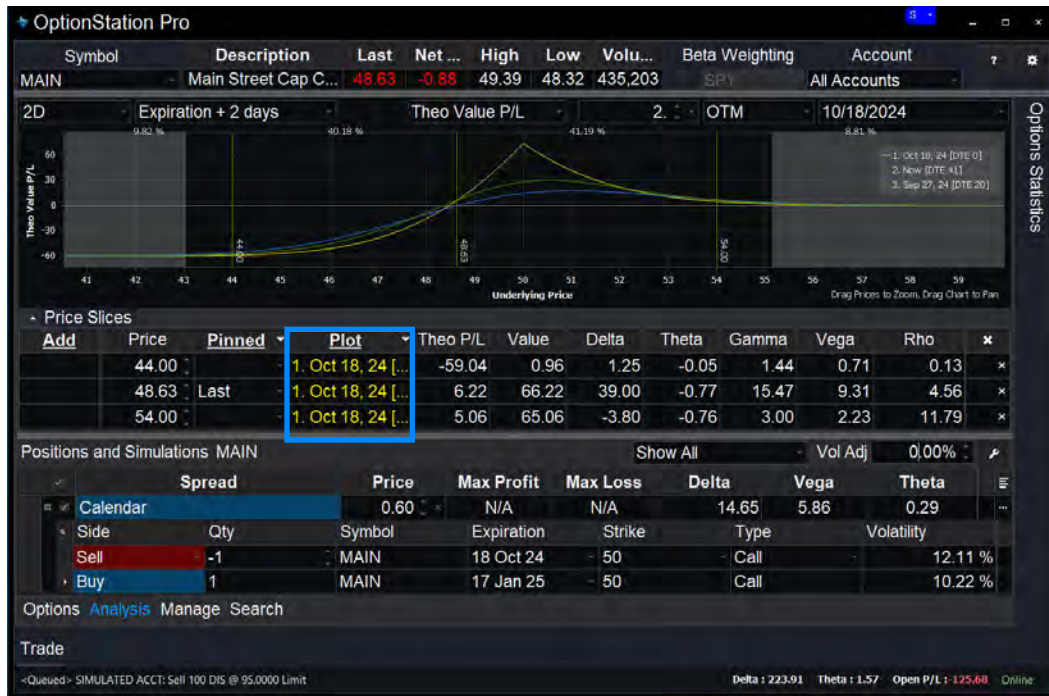 OptionStation Pro
S
Symbol Description Last Net ... High Low Volu... Beta Weighting Account ?
MAIN Main Street Cap C... 48.63 -0.88 49.39 48.32 435,203 SPY All Accounts
2D Expiration + 2 days Theo Value P/L 2. OTM 10/18/2024
9.82 % 40.18 % 41.19 % 8.81 %
Options Statistics
Theo Value P/L
60
30
0
-30
-60
1. Oct 18, 24 [DTE 0]
2. Now [DTE 41]
3. Sep 27, 24 [DTE 20]
44.00 48.63 54.00
41 42 43 44 45 46 47 48 49 50 51 52 53 54 55 56 57 58 59
Underlying Price
Drag Prices to Zoom, Drag Chart to Pan
Price Slices
Add Price Pinned Plot Theo P/L Value Delta Theta Gamma Vega Rho
44.00 1. Oct 18, 24 [... -59.04 0.96 1.25 -0.05 1.44 0.71 0.13
48.63 Last 1. Oct 18, 24 [... 6.22 66.22 39.00 -0.77 15.47 9.31 4.56
54.00 1. Oct 18, 24 [... 5.06 65.06 -3.80 -0.76 3.00 2.23 11.79
Positions and Simulations MAIN Show All Vol Adj 0.00%
Spread Price Max Profit Max Loss Delta Vega Theta
Calendar 0.60 N/A N/A 14.65 5.86 0.29 ...
Side Qty Symbol Expiration Strike Type Volatility
Sell -1 MAIN 18 Oct 24 50 Call 12.11 %
Buy 1 MAIN 17 Jan 25 50 Call 10.22 %
Options Analysis Manage Search
Trade
<Queued> SIMULATED ACCT: Sell 100 DIS @ 95.0000 Limit Delta : 223.91 Theta : 1.57 Open P/L : -125.68 Online